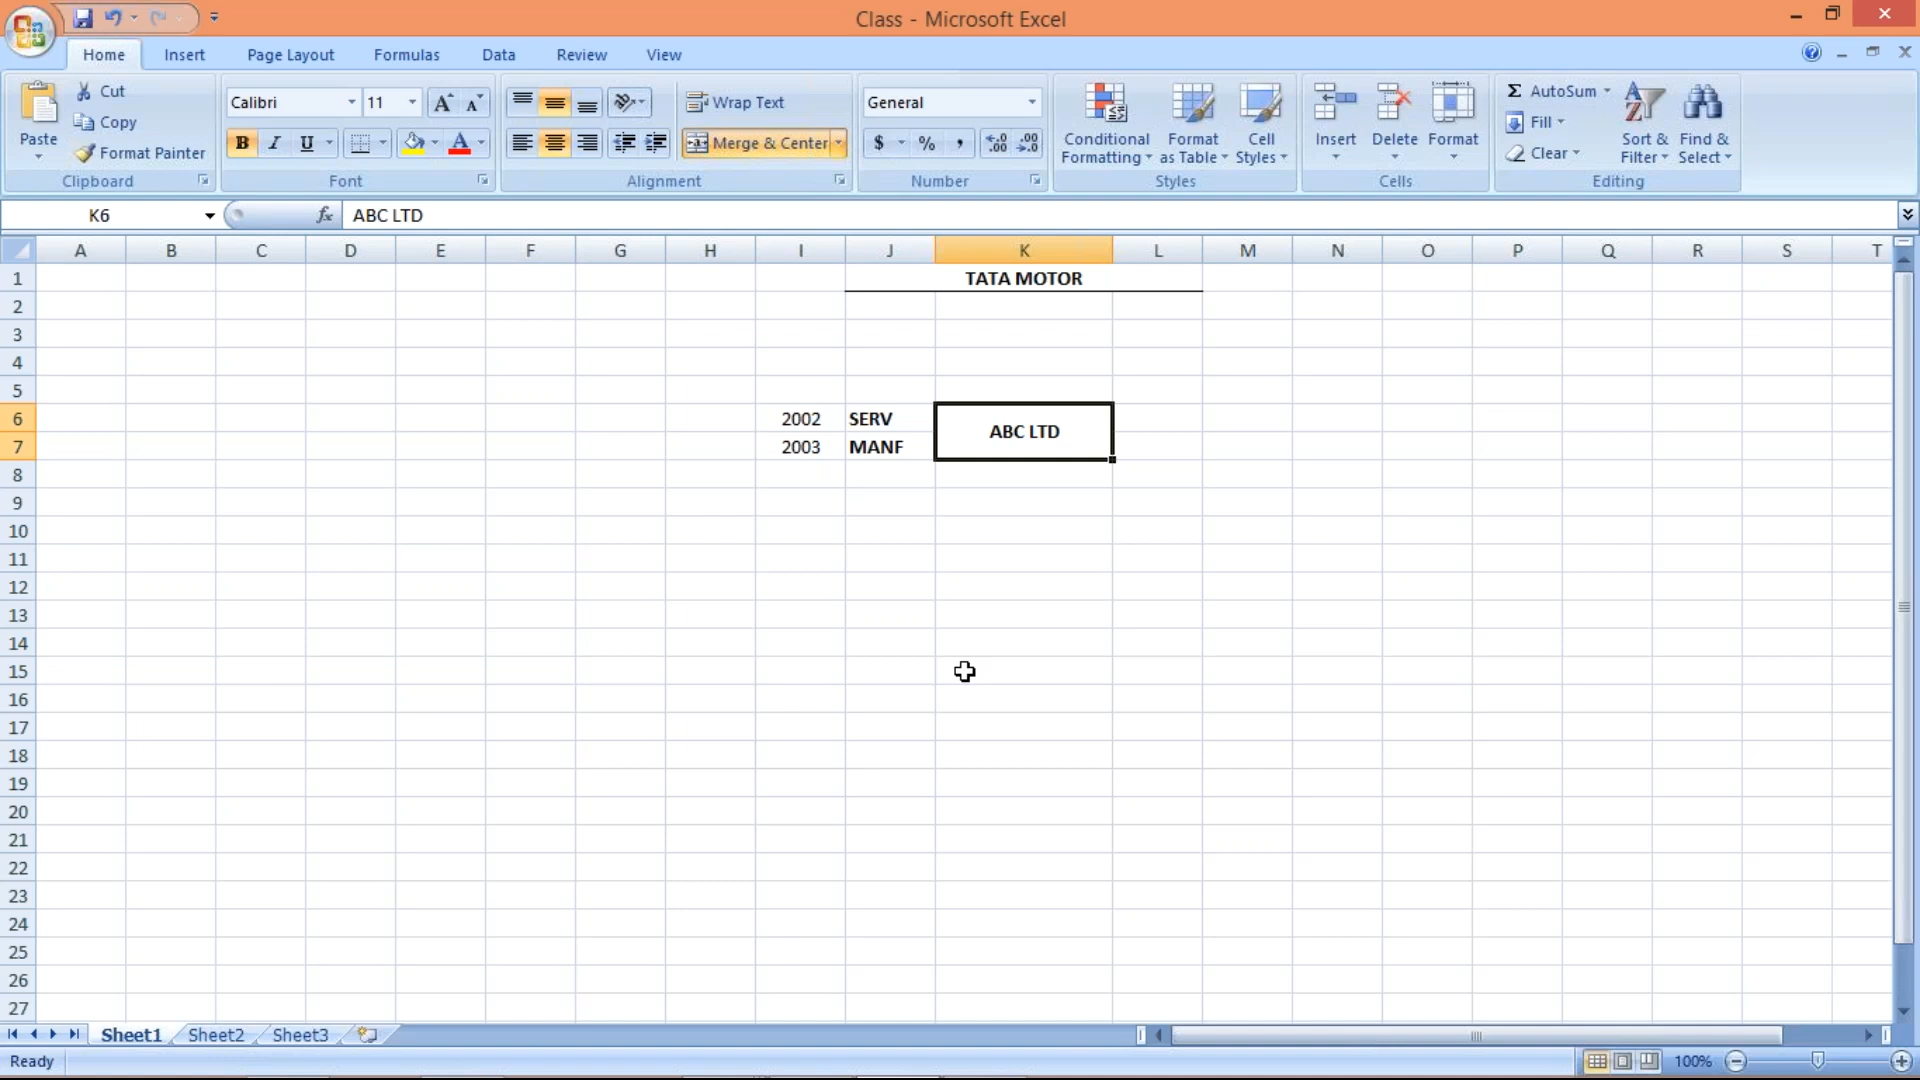 Class - Microsoft Excel
Home Insert Page Layout Formulas Data Review View
Paste
Cut
Copy
Format Painter
Clipboard
Calibri 11
B I U
Font
Wrap Text
Merge & Center
Alignment
General
$ % ,
Number
Conditional Formatting
Format as Table
Cell Styles
Styles
Insert Delete Format
Cells
Σ AutoSum
Fill
Clear
Sort & Filter
Find & Select
Editing
K6 fx ABC LTD
A B C D E F G H I J K L M N O P Q R S T
1 TATA MOTOR
2
3
4
5
6 2002 SERV ABC LTD
7 2003 MANF
8
9
10
11
12
13
14
15
16
17
18
19
20
21
22
23
24
25
26
27
Sheet1 Sheet2 Sheet3
Ready 100%